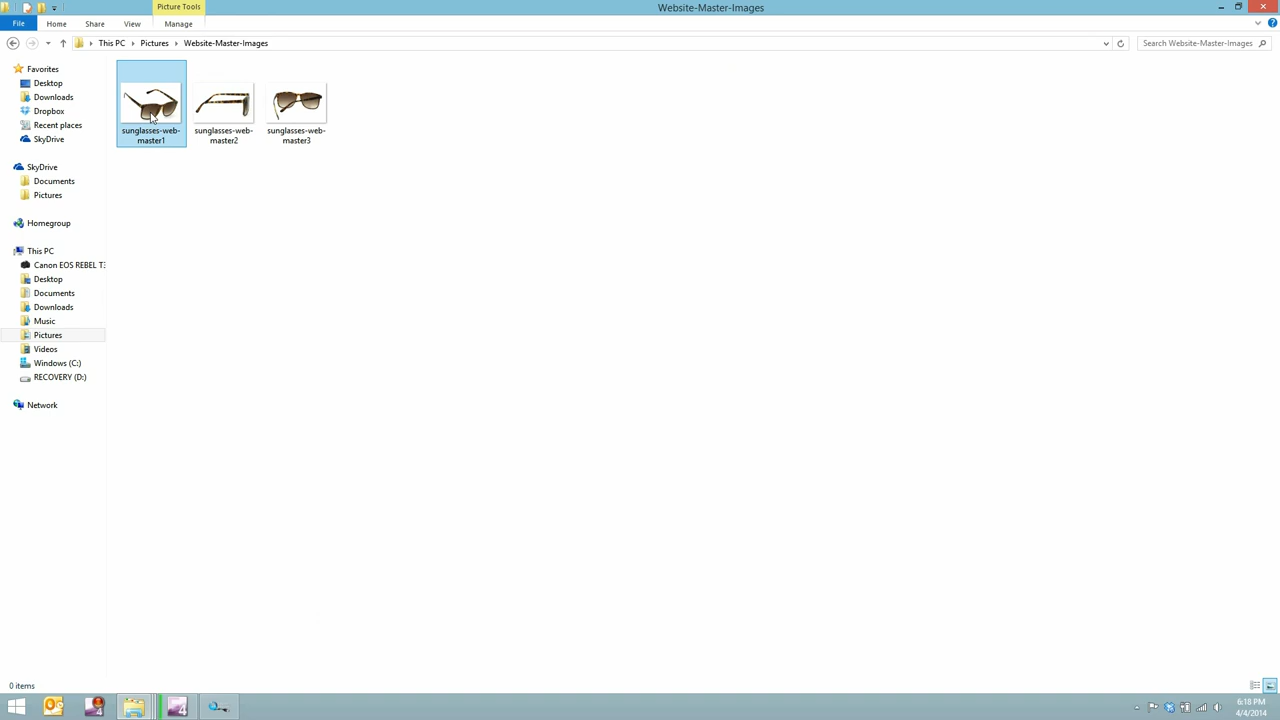 Picture Tools
Website-Master-Images
File
Home
Share
View
Manage
This PC
Pictures
Website-Master-Images
Search Website-Master-Images
Favorites
Desktop
Downloads
Dropbox
Recent places
SkyDrive
SkyDrive
Documents
Pictures
Homegroup
This PC
Canon EOS REBEL T3
Desktop
Documents
Downloads
Music
Pictures
Videos
Windows (C:)
RECOVERY (D:)
Network
sunglasses-web-
master1
sunglasses-web-
master2
sunglasses-web-
master3
0 items
6:18 PM
4/4/2014